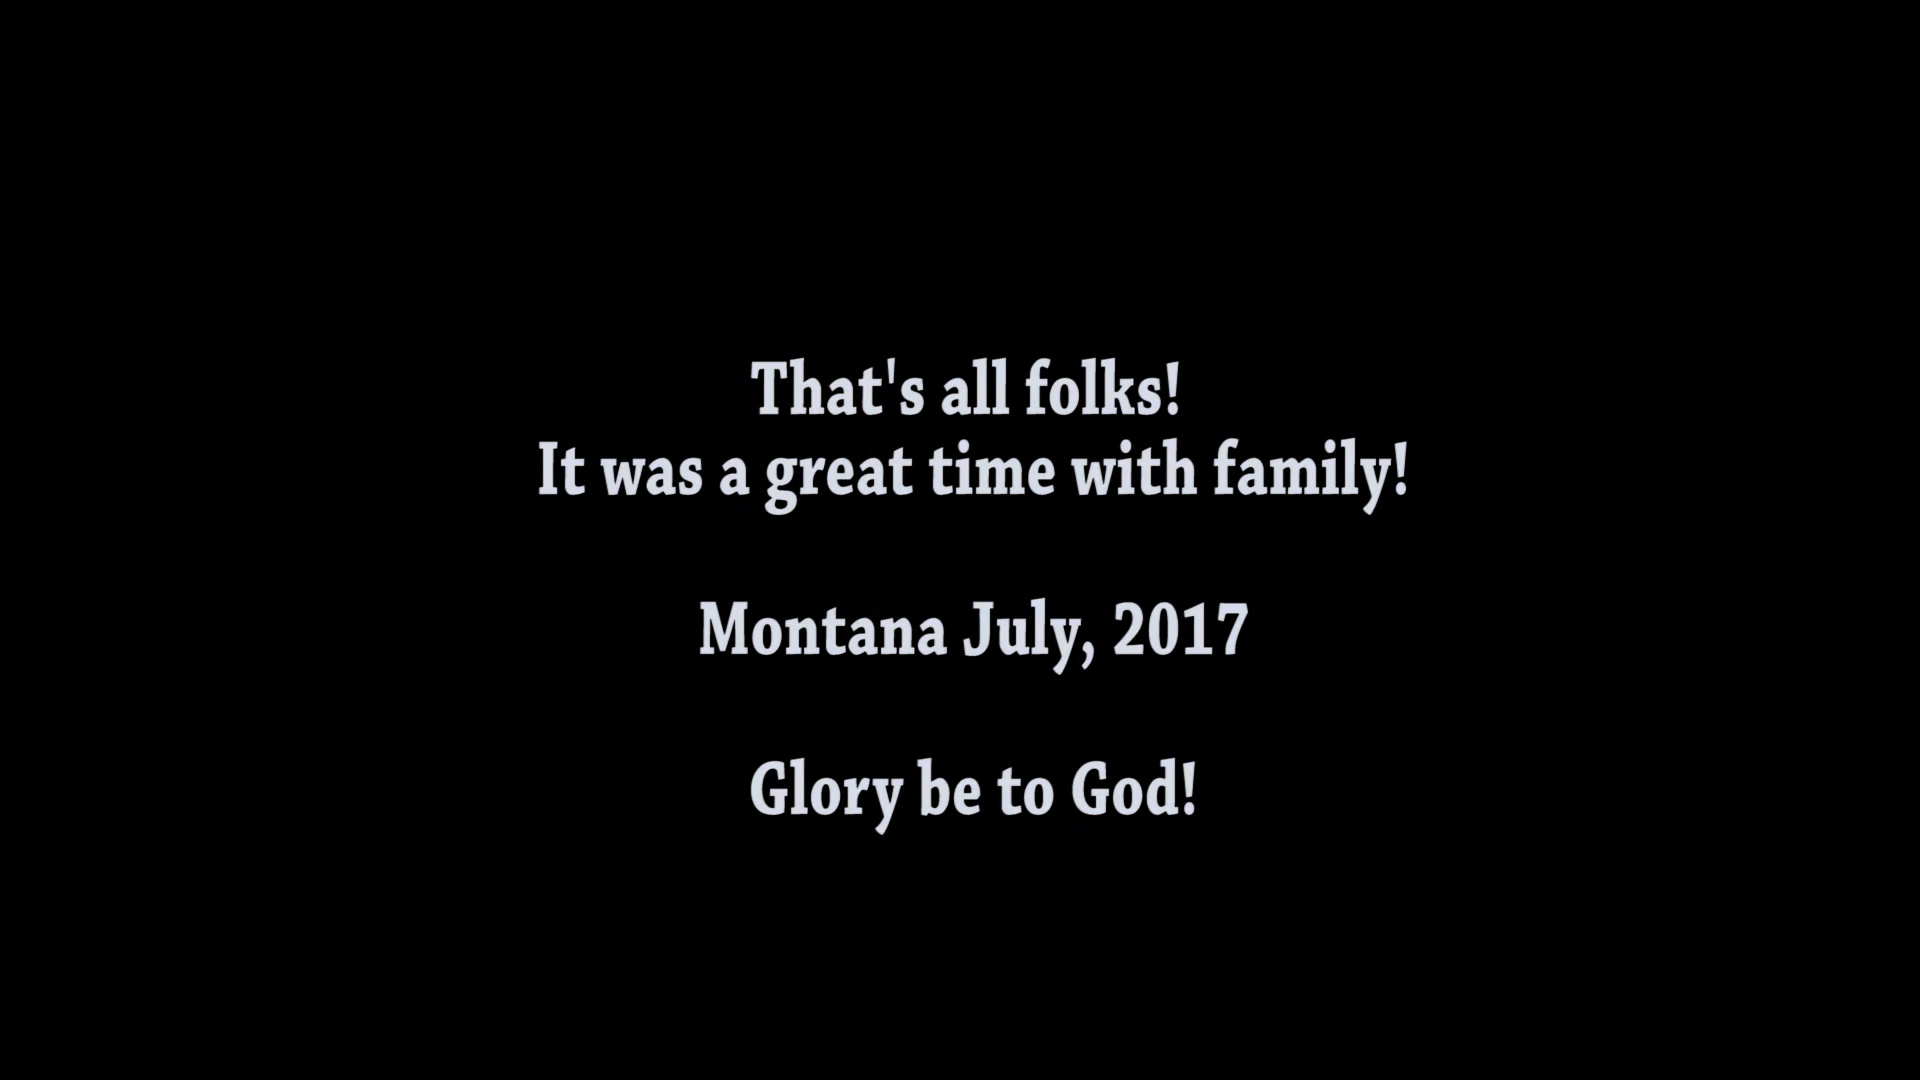 That's all folks!
It was a great time with family!
Montana July, 2017
Glory be to God!